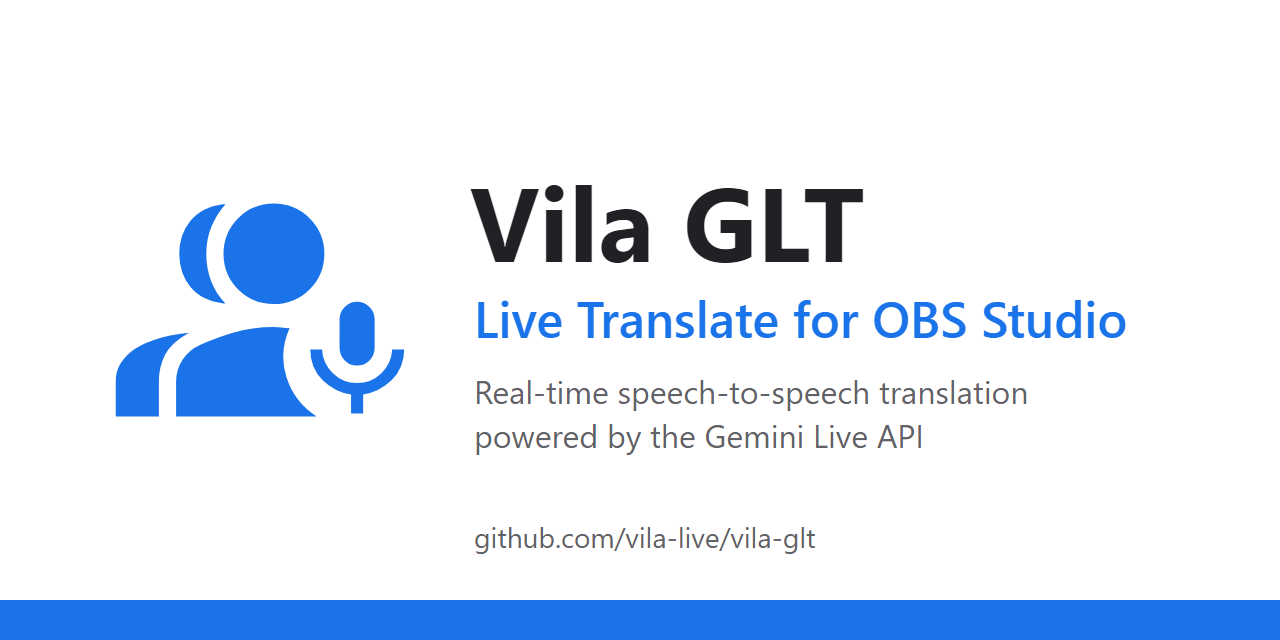 Vila GLT
Live Translate for OBS Studio
Real-time speech-to-speech translation
powered by the Gemini Live API
github.com/vila-live/vila-glt